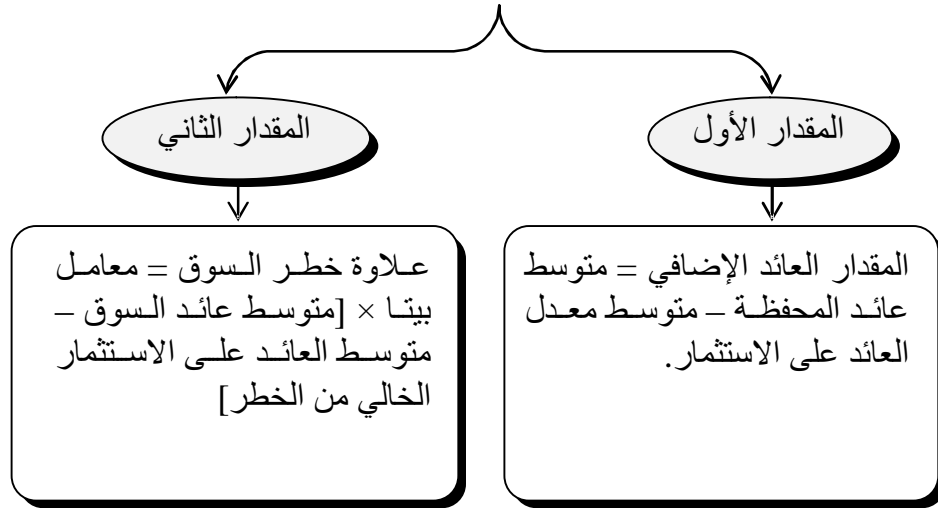 المقدار الأول
المقدار الثاني
المقدار العائد الإضافي = متوسط
عائد المحفظة – متوسط معدل
العائد على الاستثمار.
علاوة خطر السوق = معامل
بيتا × [متوسط عائد السوق –
متوسط العائد على الاستثمار
الخالي من الخطر]